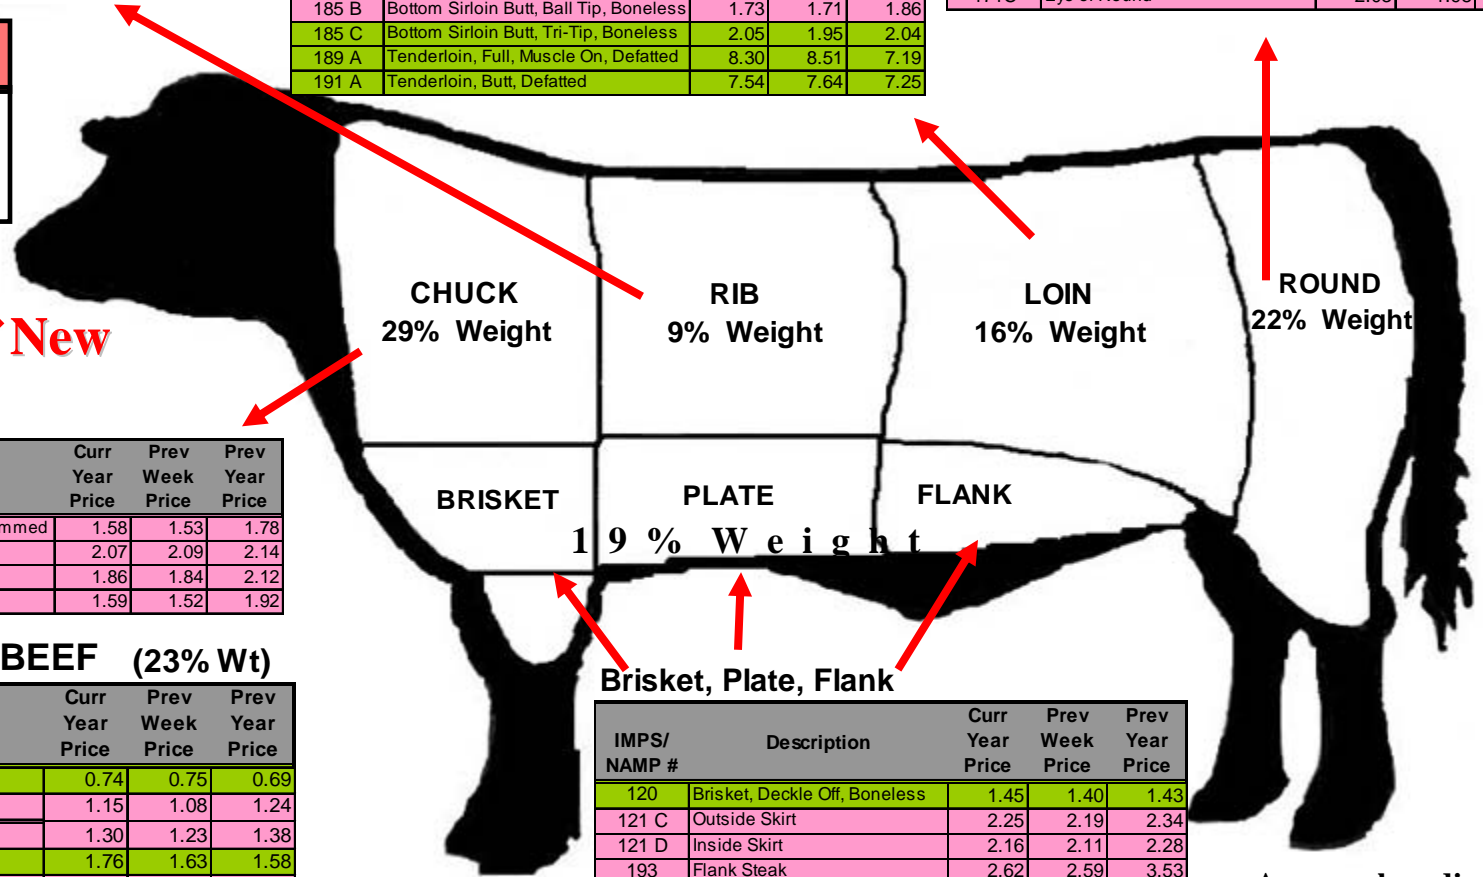 185 B Bottom Sirloin Butt, Ball Tip, Boneless 1.73 1.71 1.86
185 C Bottom Sirloin Butt, Tri-Tip, Boneless 2.05 1.95 2.04
189 A Tenderloin, Full, Muscle On, Defatted 8.30 8.51 7.19
191 A Tenderloin, Butt, Defatted 7.54 7.64 7.25
CHUCK
29% Weight
RIB
9% Weight
LOIN
16% Weight
ROUND
22% Weight
New
Curr Prev Prev
Year Week Year
Price Price Price
mmed 1.58 1.53 1.78
2.07 2.09 2.14
1.86 1.84 2.12
1.59 1.52 1.92
BRISKET
PLATE
FLANK
19% Weight
BEEF (23% Wt)
Curr Prev Prev
Year Week Year
Price Price Price
0.74 0.75 0.69
1.15 1.08 1.24
1.30 1.23 1.38
1.76 1.63 1.58
Brisket, Plate, Flank
Curr Prev Prev
IMPS/ Description Year Week Year
NAMP # Price Price Price
120 Brisket, Deckle Off, Boneless 1.45 1.40 1.43
121 C Outside Skirt 2.25 2.19 2.34
121 D Inside Skirt 2.16 2.11 2.28
193 Flank Steak 2.62 2.59 3.53